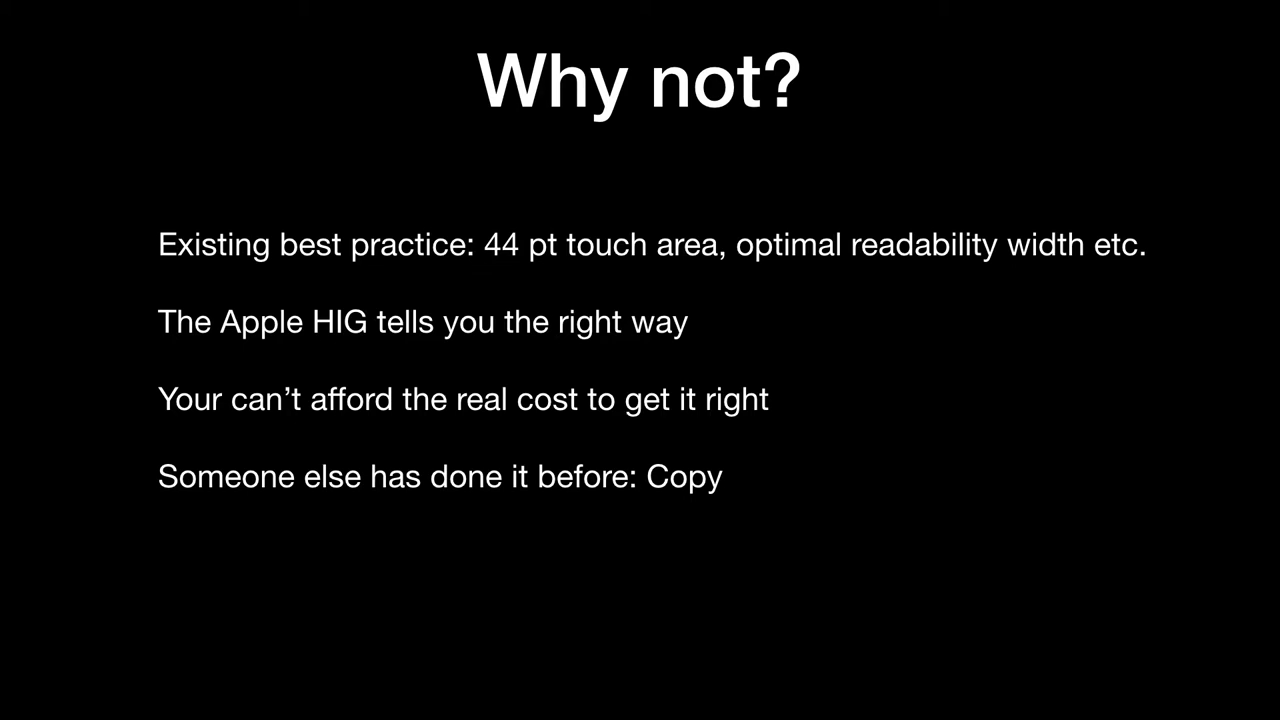 Why not?
Existing best practice: 44 pt touch area, optimal readability width etc.
The Apple HIG tells you the right way
Your can’t afford the real cost to get it right
Someone else has done it before: Copy